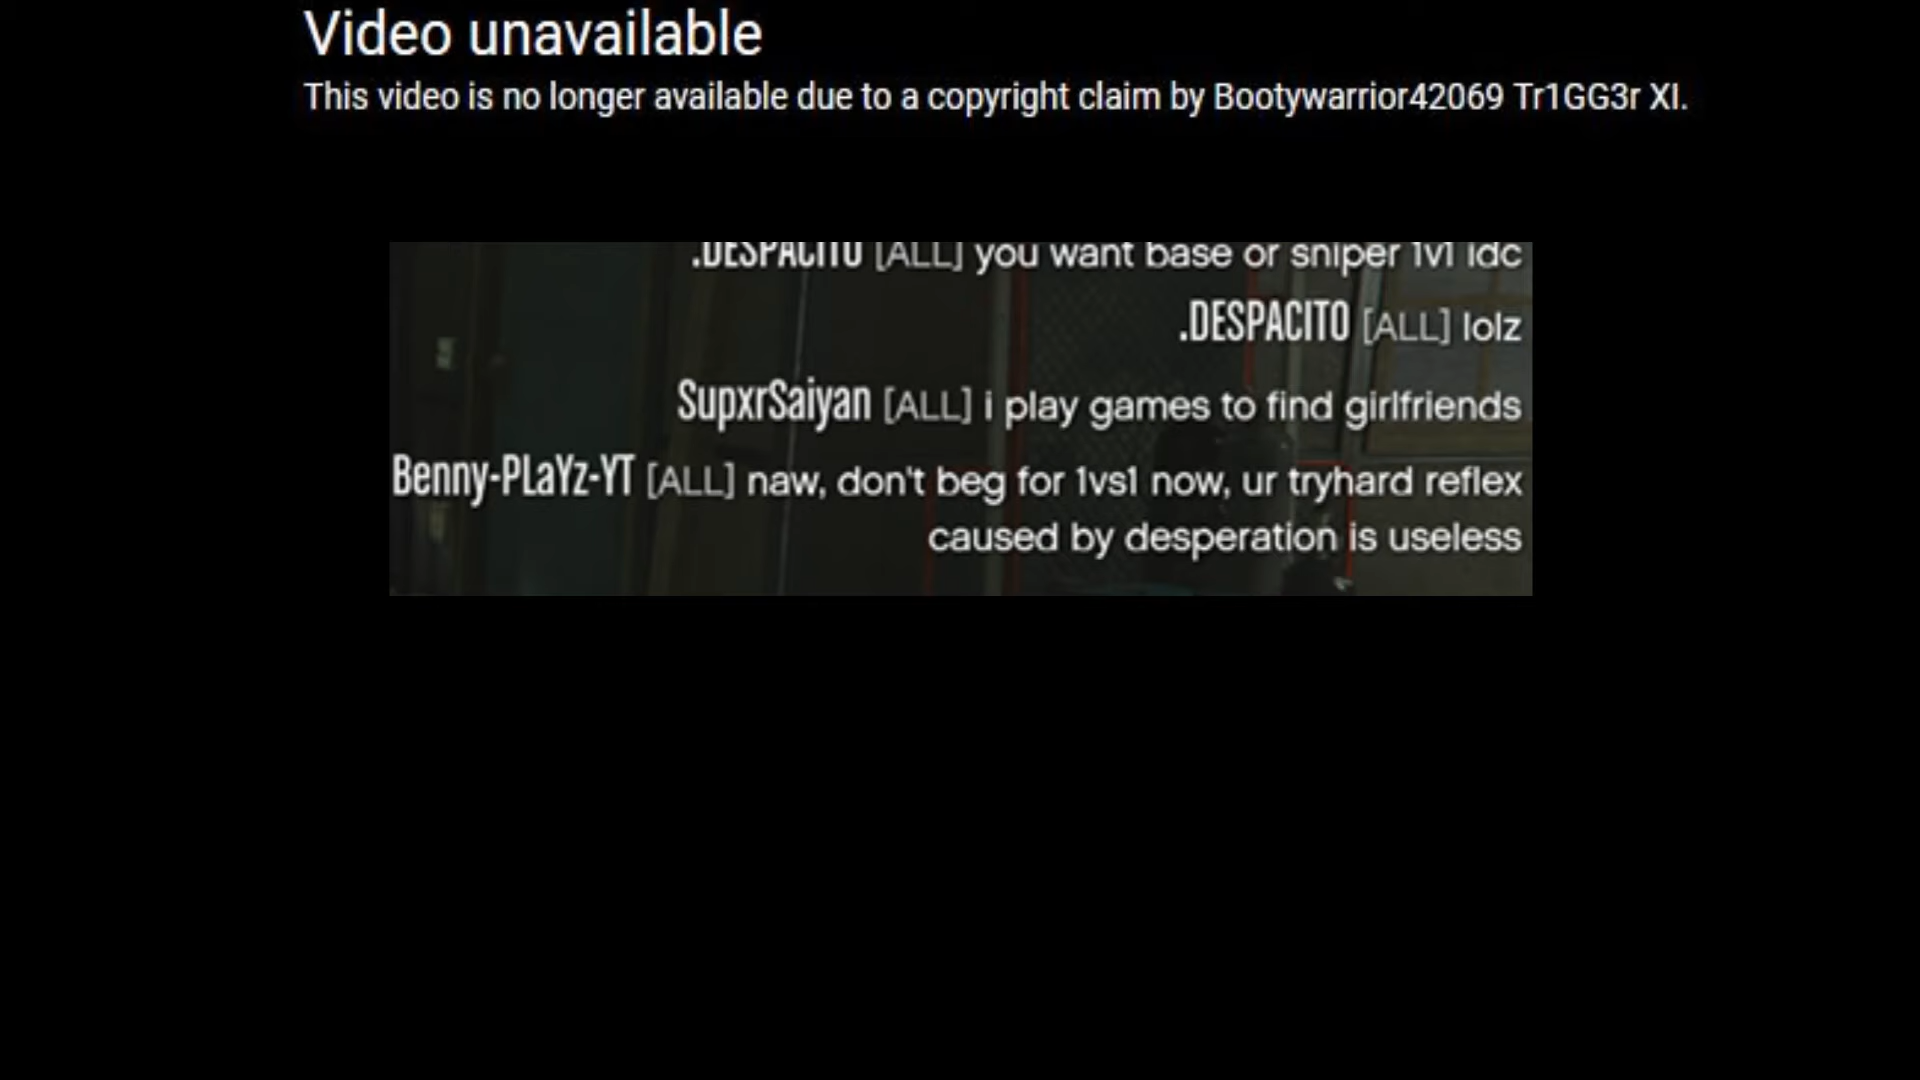 Video unavailable
This video is no longer available due to a copyright claim by Bootywarrior42069 Tr1GG3r XI.
.DESPACITO [ALL] you want base or sniper 1v1 idc
.DESPACITO [ALL] lolz
SupxrSaiyan [ALL] i play games to find girlfriends
Benny-PLaYz-YT [ALL] naw, don't beg for 1vs1 now, ur tryhard reflex
caused by desperation is useless